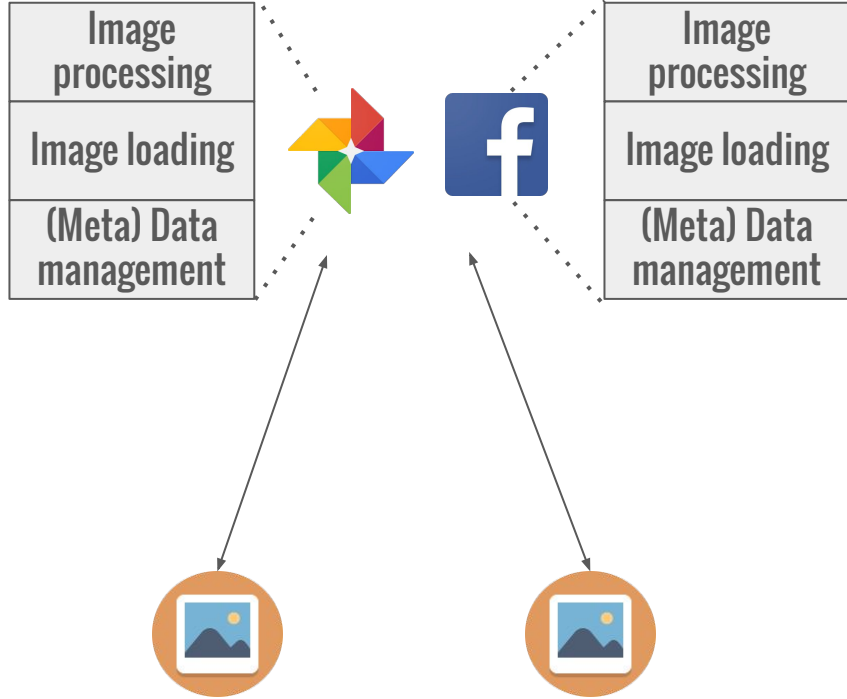 Image
processing
Image loading
(Meta) Data
management
f
Image
processing
Image loading
(Meta) Data
management